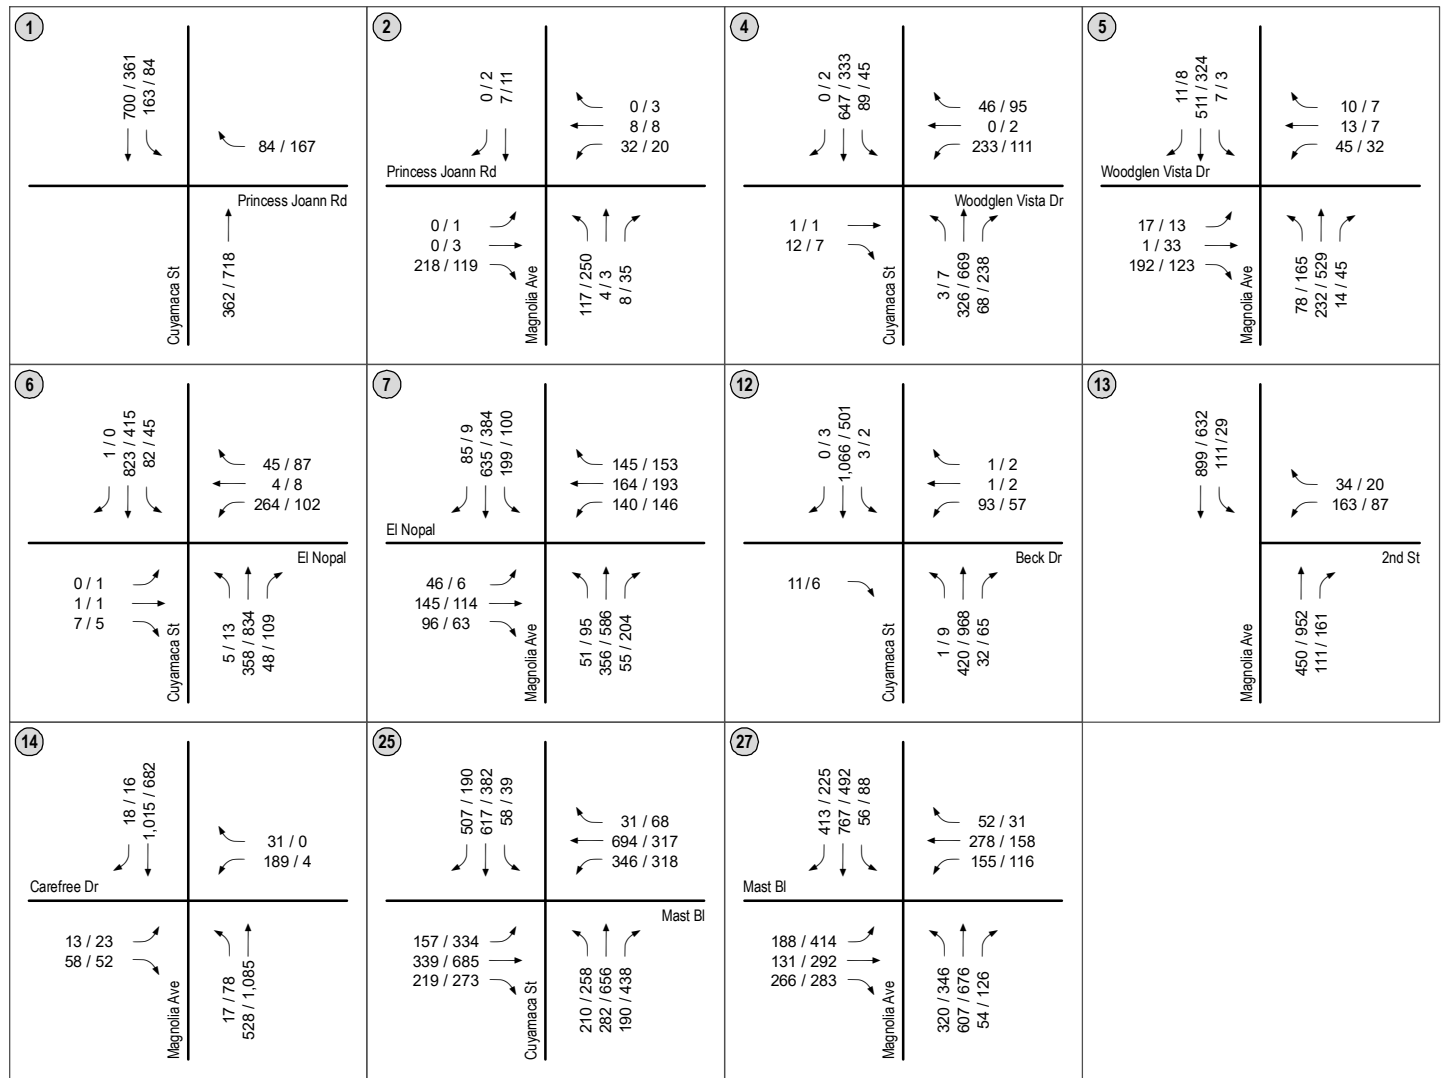 1
700 / 361
163 / 84
84 / 167
Princess Joann Rd
Cuyamaca St
362 / 718
2
0 / 2
7 / 11
0 / 3
8 / 8
32 / 20
Princess Joann Rd
0 / 1
0 / 3
218 / 119
Magnolia Ave
117 / 250
4 / 3
8 / 35
4
0 / 2
647 / 333
89 / 45
46 / 95
0 / 2
233 / 111
Woodglen Vista Dr
1 / 1
12 / 7
Cuyamaca St
3 / 7
326 / 669
68 / 238
5
11 / 8
511 / 324
7 / 3
10 / 7
13 / 7
45 / 32
Woodglen Vista Dr
17 / 13
1 / 33
192 / 123
Magnolia Ave
78 / 165
232 / 529
14 / 45
6
1 / 0
823 / 415
82 / 45
45 / 87
4 / 8
264 / 102
El Nopal
0 / 1
1 / 1
7 / 5
Cuyamaca St
5 / 13
358 / 834
48 / 109
7
85 / 9
635 / 384
199 / 100
145 / 153
164 / 193
140 / 146
El Nopal
46 / 6
145 / 114
96 / 63
Magnolia Ave
51 / 95
356 / 586
55 / 204
12
0 / 3
1,066 / 501
3 / 2
1 / 2
1 / 2
93 / 57
Beck Dr
11 / 6
Cuyamaca St
1 / 9
420 / 968
32 / 65
13
899 / 632
111 / 29
34 / 20
163 / 87
2nd St
Magnolia Ave
450 / 952
111 / 161
14
18 / 16
1,015 / 682
31 / 0
189 / 4
Carefree Dr
13 / 23
58 / 52
Magnolia Ave
17 / 78
528 / 1,085
25
507 / 190
617 / 382
58 / 39
31 / 68
694 / 317
346 / 318
Mast Bl
157 / 334
339 / 685
219 / 273
Cuyamaca St
210 / 258
282 / 656
190 / 438
27
413 / 225
767 / 492
56 / 88
52 / 31
278 / 158
155 / 116
Mast Bl
188 / 414
131 / 292
266 / 283
Magnolia Ave
320 / 346
607 / 676
54 / 126